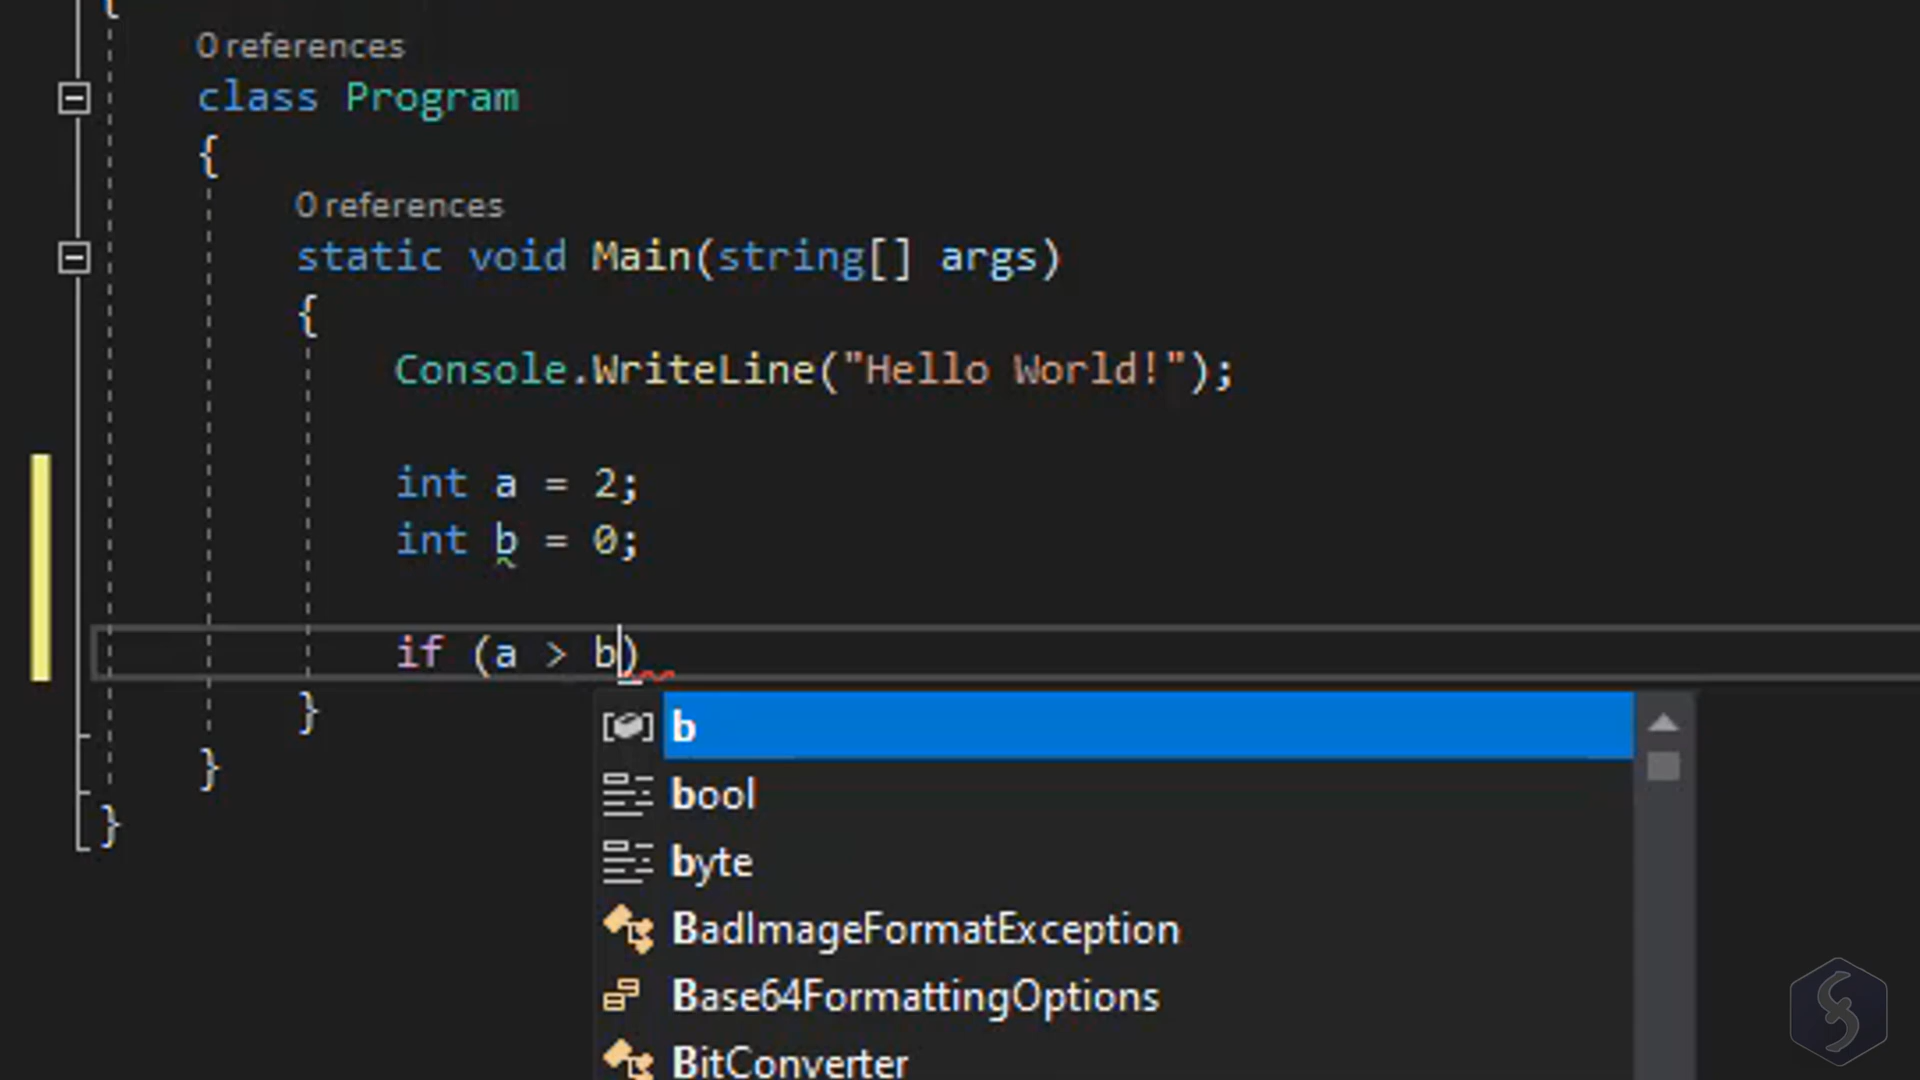 {
0 references
class Program
{
0 references
static void Main(string[] args)
{
Console.WriteLine("Hello World!");
int a = 2;
int b = 0;
if (a > b)
}
}
}
b
bool
byte
BadImageFormatException
Base64FormattingOptions
BitConverter